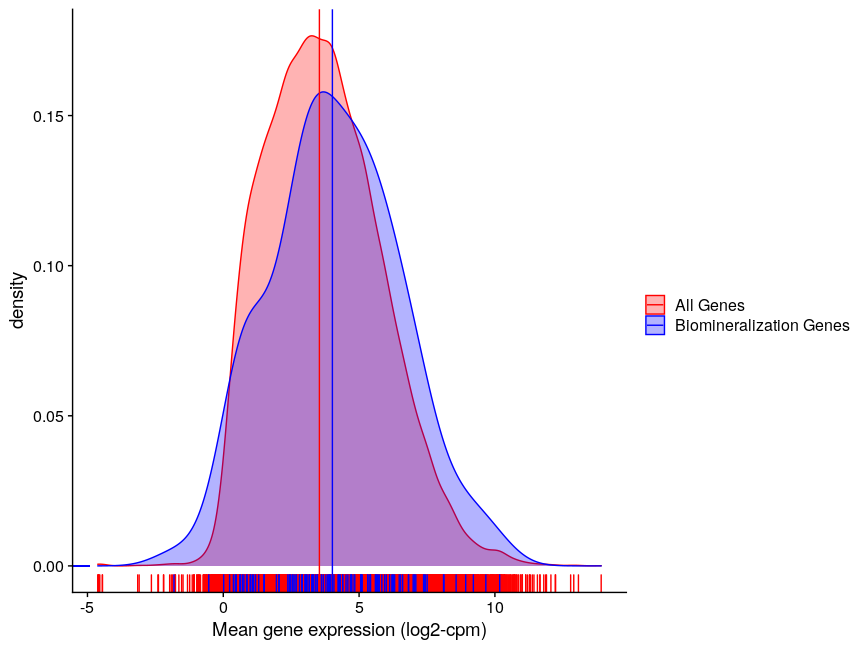 density
0.15
0.10
0.05
0.00
-5
0
5
10
Mean gene expression (log2-cpm)
All Genes
Biomineralization Genes